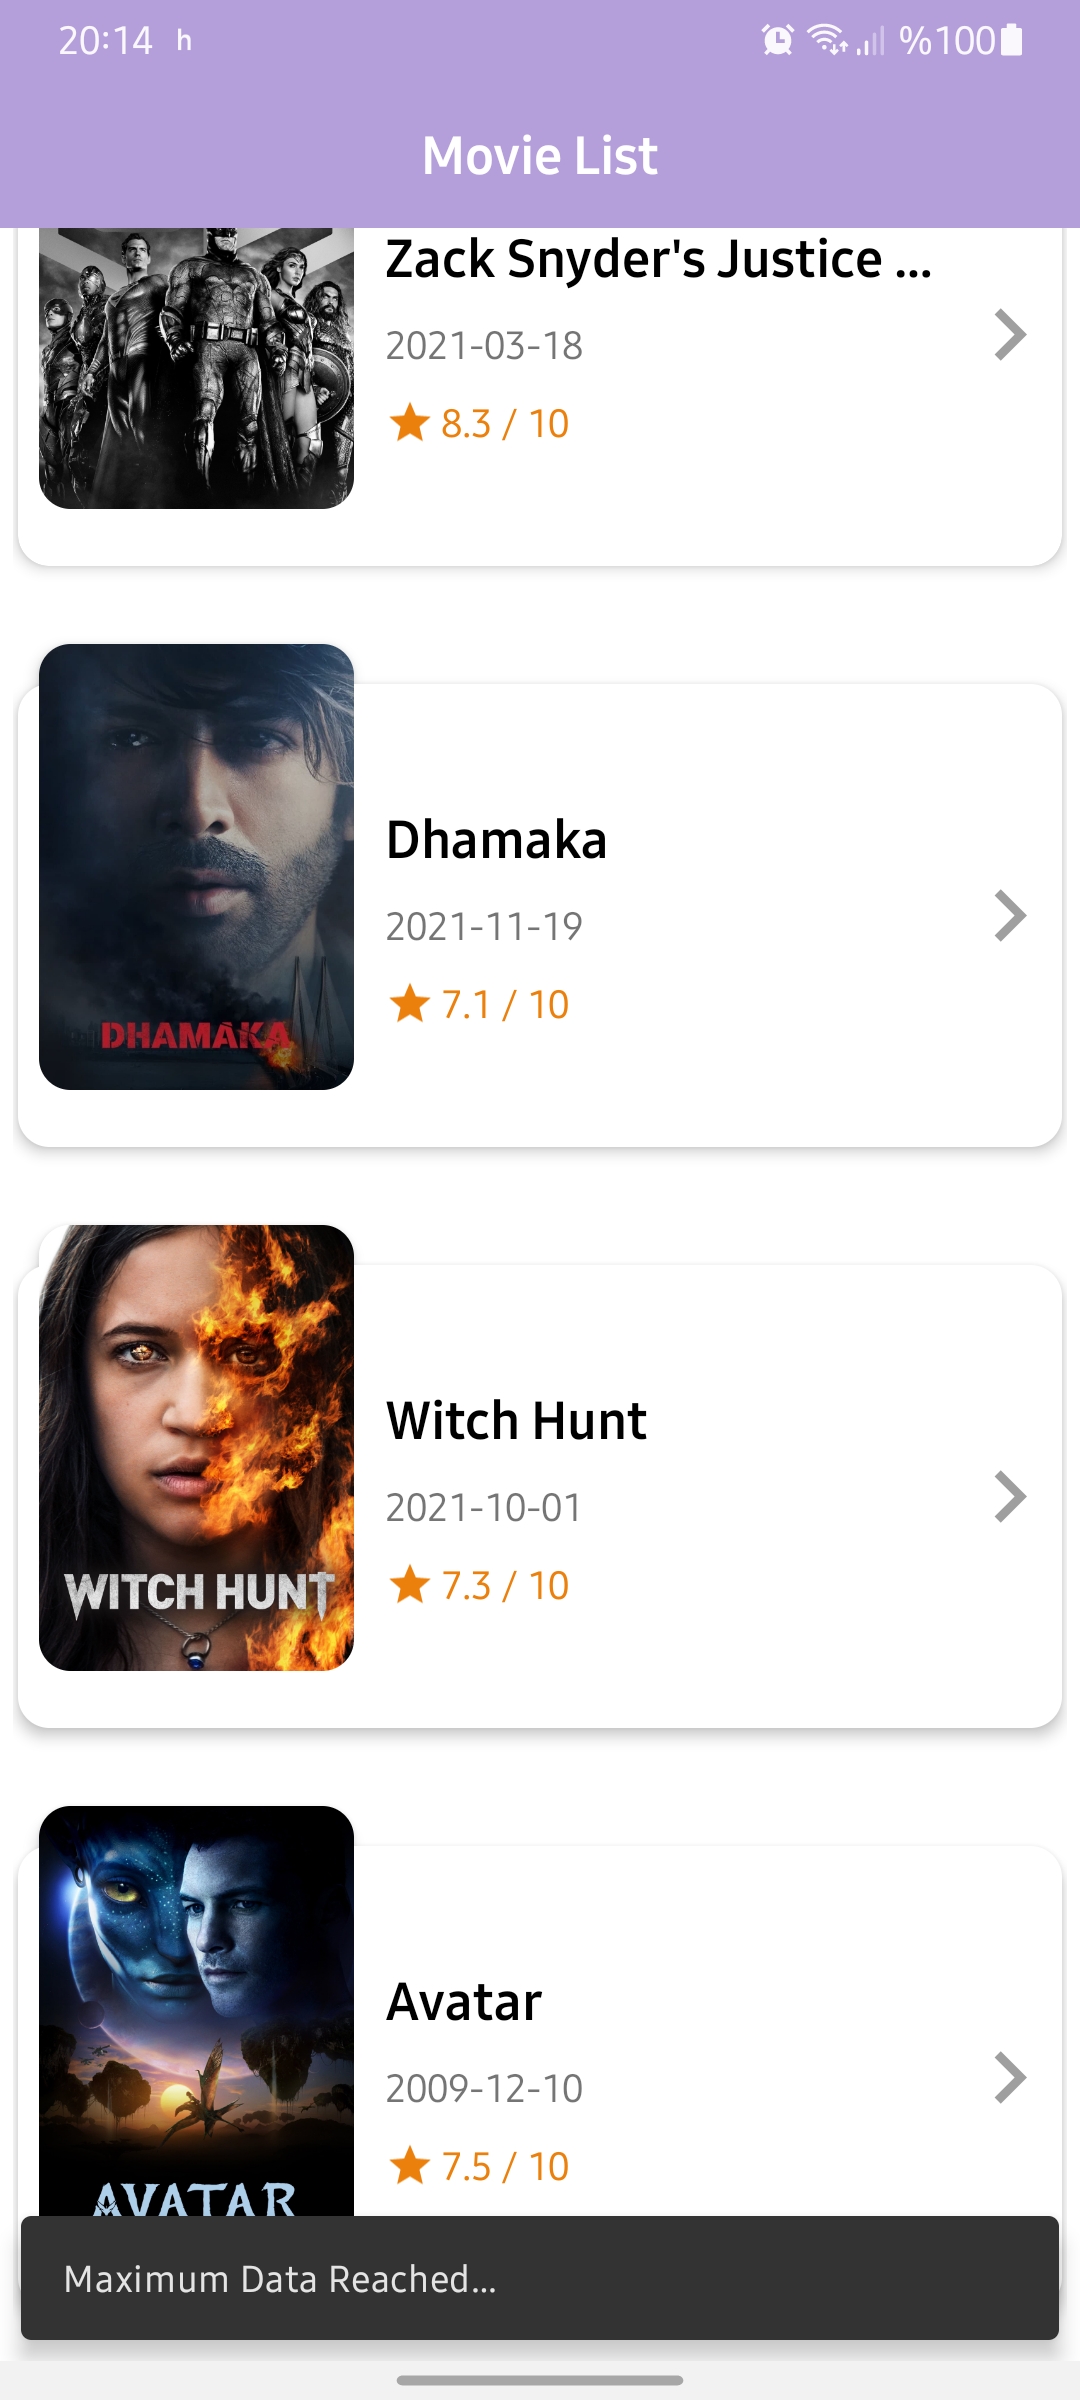 20:14 h %100
Movie List
Zack Snyder's Justice ...
2021-03-18
8.3 / 10
DHAMAKA
Dhamaka
2021-11-19
7.1 / 10
WITCH HUNT
Witch Hunt
2021-10-01
7.3 / 10
AVATAR
Avatar
2009-12-10
7.5 / 10
Maximum Data Reached...